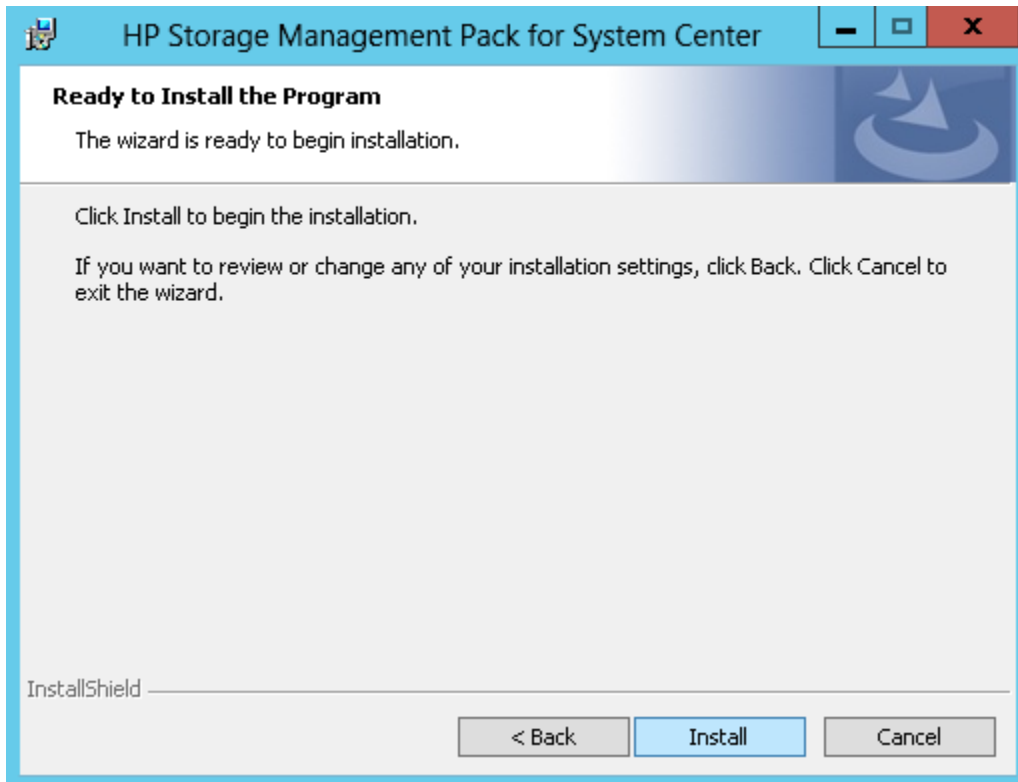 HP Storage Management Pack for System Center
Ready to Install the Program
The wizard is ready to begin installation.
Click Install to begin the installation.
If you want to review or change any of your installation settings, click Back. Click Cancel to
exit the wizard.
InstallShield
< Back
Install
Cancel